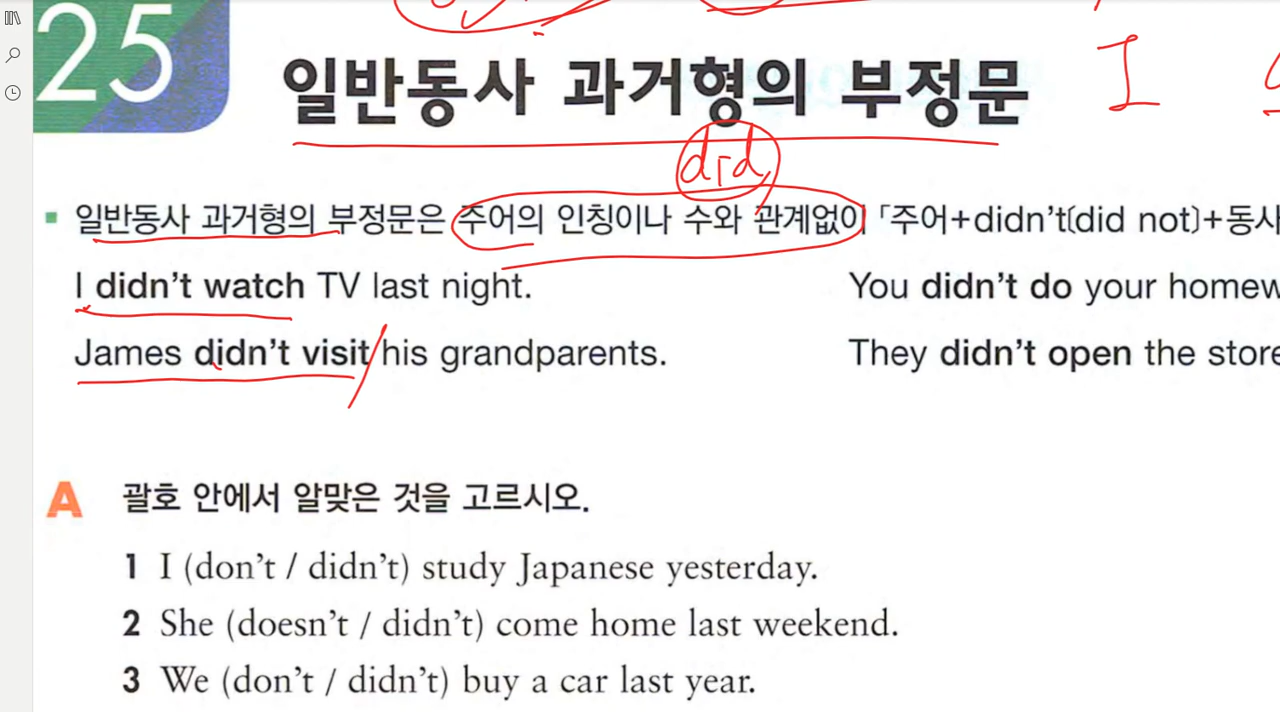 25
일반동사 과거형의 부정문
I
did
일반동사 과거형의 부정문은 주어의 인칭이나 수와 관계없이 「주어+didn't(did not)+동사
I didn't watch TV last night.
You didn't do your homew
James didn't visit his grandparents.
They didn't open the store
A 괄호 안에서 알맞은 것을 고르시오.
1 I (don't / didn't) study Japanese yesterday.
2 She (doesn't / didn't) come home last weekend.
3 We (don't / didn't) buy a car last year.